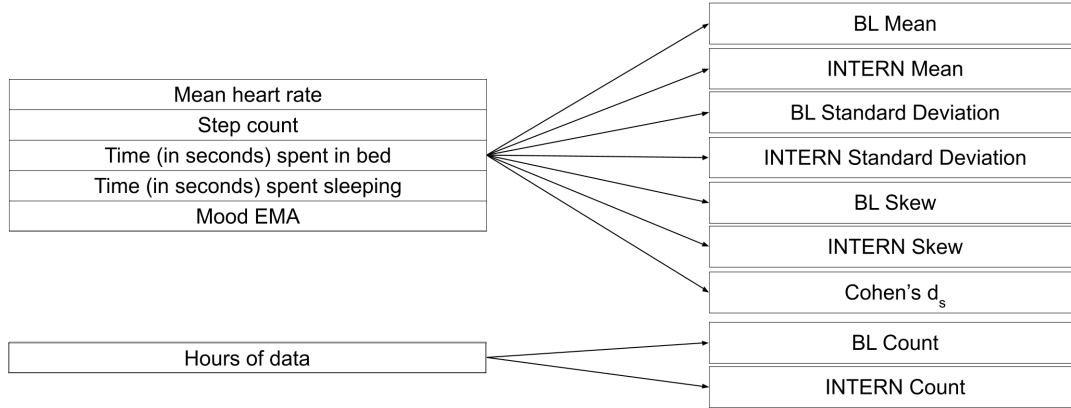 Mean heart rate
Step count
Time (in seconds) spent in bed
Time (in seconds) spent sleeping
Mood EMA
Hours of data
BL Mean
INTERN Mean
BL Standard Deviation
INTERN Standard Deviation
BL Skew
INTERN Skew
Cohen's dₛ
BL Count
INTERN Count